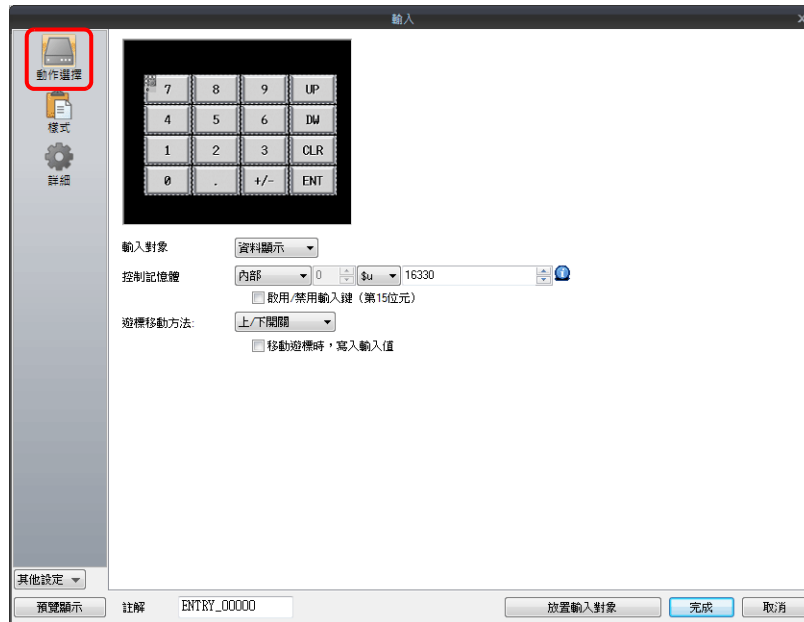 輸入
動作選擇
樣式
詳細
7 8 9 UP
4 5 6 DW
1 2 3 CLR
0 . +/- ENT
輸入對象 資料顯示
控制記憶體 內部 0 $u 16330
啟用/禁用輸入鍵（第15位元）
遊標移動方法: 上/下開關
移動遊標時，寫入輸入值
其他設定
預覽顯示 註解 ENTRY_00000 放置輸入對象 完成 取消